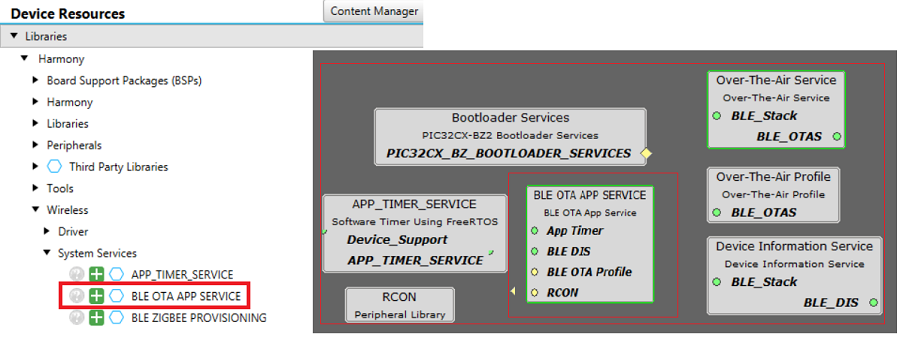 Device Resources
Content Manager
Libraries
Harmony
Board Support Packages (BSPs)
Harmony
Libraries
Peripherals
Third Party Libraries
Tools
Wireless
Driver
System Services
? APP_TIMER_SERVICE
? BLE OTA APP SERVICE
? BLE ZIGBEE PROVISIONING
Bootloader Services
PIC32CX-BZ2 Bootloader Services
PIC32CX_BZ_BOOTLOADER_SERVICES
APP_TIMER_SERVICE
Software Timer Using FreeRTOS
Device_Support
APP_TIMER_SERVICE
RCON
Peripheral Library
BLE OTA APP SERVICE
BLE OTA App Service
App Timer
BLE DIS
BLE OTA Profile
RCON
Over-The-Air Service
Over-The-Air Service
BLE_Stack
BLE_OTAS
Over-The-Air Profile
Over-The-Air Profile
BLE_OTAS
Device Information Service
Device Information Service
BLE_Stack
BLE_DIS